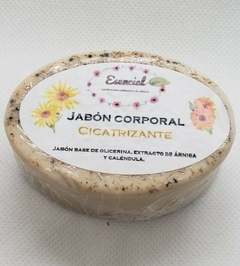 Esencial
JABÓN CORPORAL
CICATRIZANTE
JABÓN BASE DE GLICERINA, EXTRACTO DE ÁRNICA
Y CALÉNDULA.